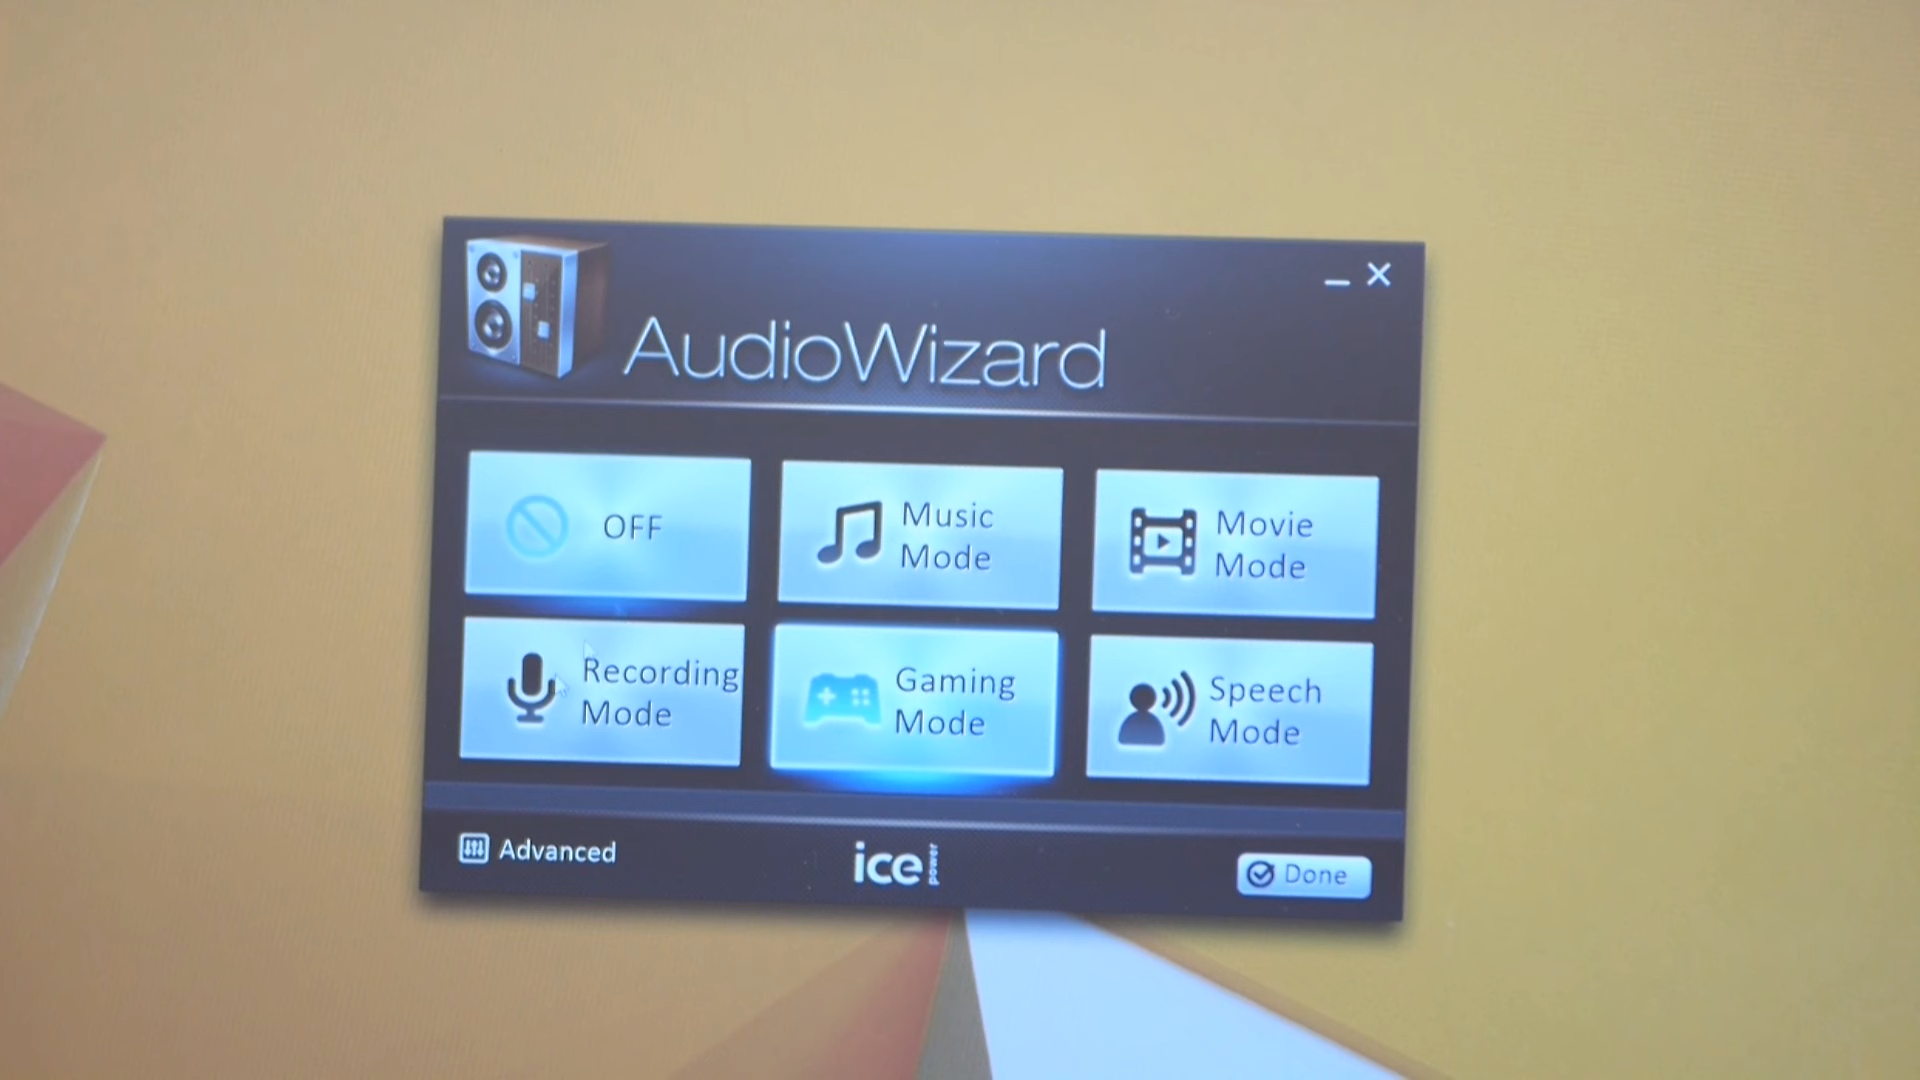 AudioWizard
OFF
Music
Mode
Movie
Mode
Recording
Mode
Gaming
Mode
Speech
Mode
Advanced
ice
power
Done